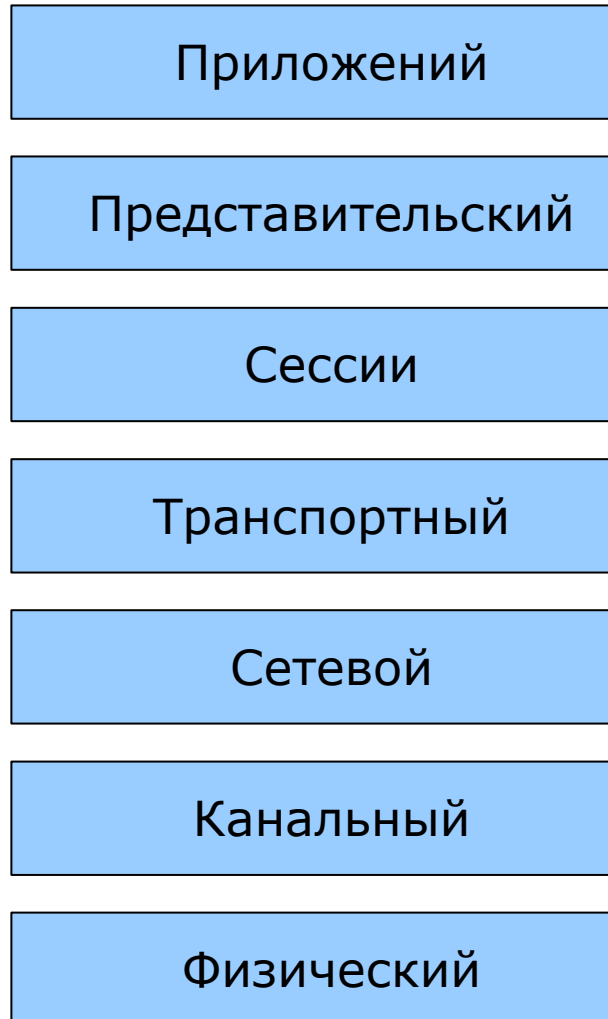 Приложений
Представительский
Сессии
Транспортный
Сетевой
Канальный
Физический